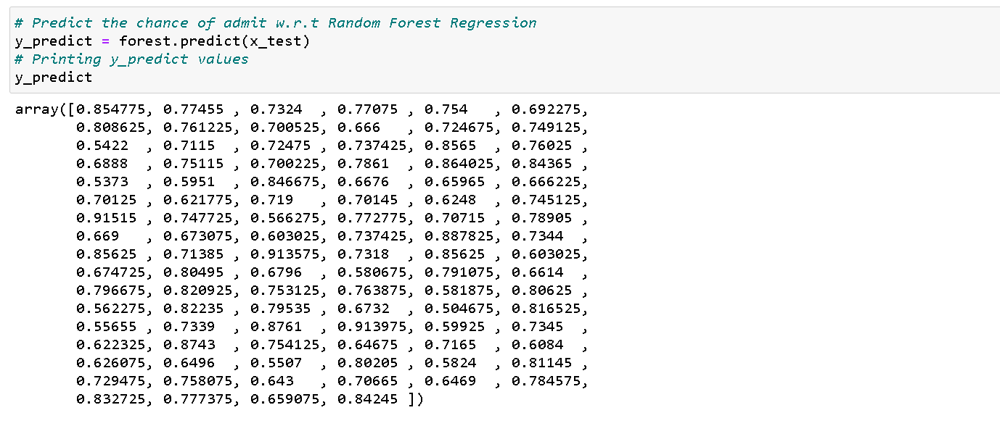 # Predict the chance of admit w.r.t Random Forest Regression
y_predict = forest.predict(x_test)
# Printing y_predict values
y_predict
array([0.854775, 0.77455 , 0.7324  , 0.77075 , 0.754   , 0.692275,
       0.808625, 0.761225, 0.700525, 0.666   , 0.724675, 0.749125,
       0.5422  , 0.7115  , 0.72475 , 0.737425, 0.8565  , 0.76025 ,
       0.6888  , 0.75115 , 0.700225, 0.7861  , 0.864025, 0.84365 ,
       0.5373  , 0.5951  , 0.846675, 0.6676  , 0.65965 , 0.666225,
       0.70125 , 0.621775, 0.719   , 0.70145 , 0.6248  , 0.745125,
       0.91515 , 0.747725, 0.566275, 0.772775, 0.70715 , 0.78905 ,
       0.669   , 0.673075, 0.603025, 0.737425, 0.887825, 0.7344  ,
       0.85625 , 0.71385 , 0.913575, 0.7318  , 0.85625 , 0.603025,
       0.674725, 0.80495 , 0.6796  , 0.580675, 0.791075, 0.6614  ,
       0.796675, 0.820925, 0.753125, 0.763875, 0.581875, 0.80625 ,
       0.562275, 0.82235 , 0.79535 , 0.6732  , 0.504675, 0.816525,
       0.55655 , 0.7339  , 0.8761  , 0.913975, 0.59925 , 0.7345  ,
       0.622325, 0.8743  , 0.754125, 0.64675 , 0.7165  , 0.6084  ,
       0.626075, 0.6496  , 0.5507  , 0.80205 , 0.5824  , 0.81145 ,
       0.729475, 0.758075, 0.643   , 0.70665 , 0.6469  , 0.784575,
       0.832725, 0.777375, 0.659075, 0.84245 ])